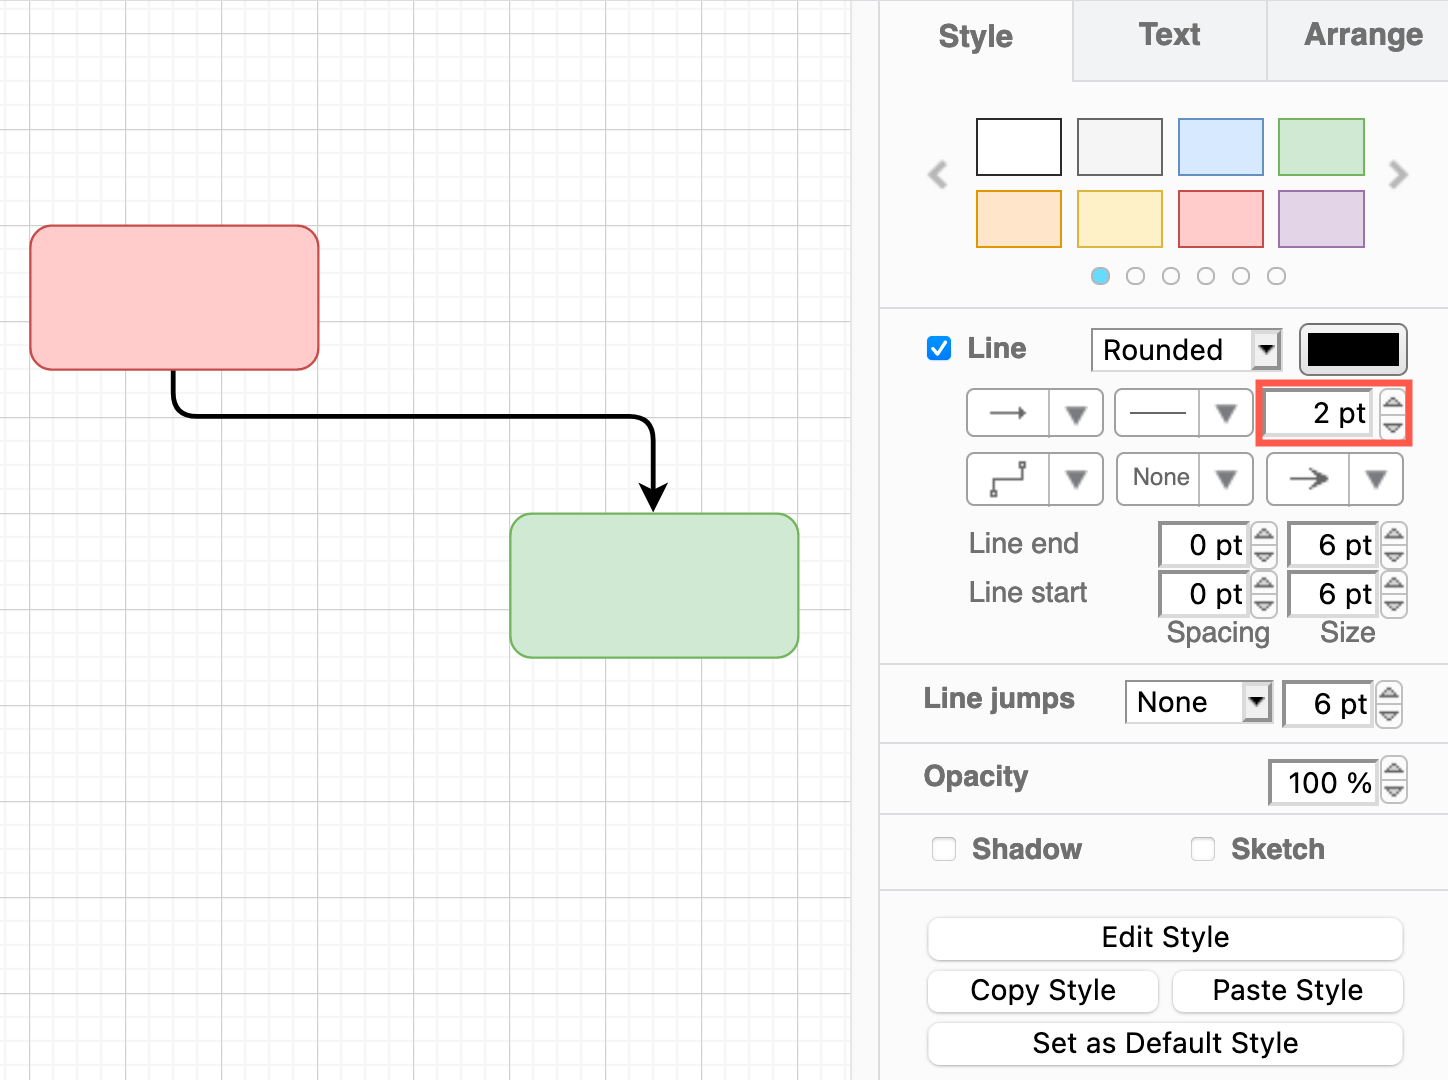 Style Text Arrange
Line Rounded
2 pt
None
Line end 0 pt 6 pt
Line start 0 pt 6 pt
Spacing Size
Line jumps None 6 pt
Opacity 100 %
Shadow Sketch
Edit Style
Copy Style Paste Style
Set as Default Style